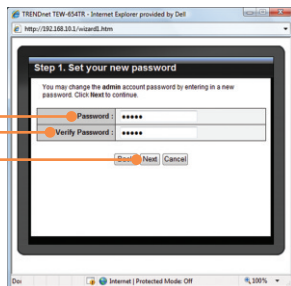 TRENDnet TEW-654TR - Internet Explorer provided by Dell
http://192.168.10.1/wizard1.htm
Step 1. Set your new password
You may change the admin account password by entering in a new
password. Click Next to continue.
Password :
Verify Password :
Back Next Cancel
Internet | Protected Mode: Off
100%